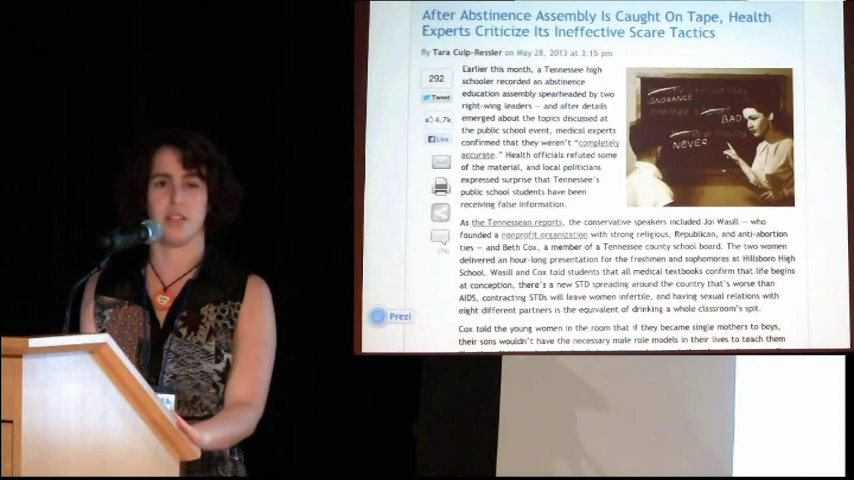 After Abstinence Assembly Is Caught On Tape, Health
Experts Criticize Its Ineffective Scare Tactics
By Tara Culp-Ressler on May 28, 2013 at 3:15 pm
292
Tweet
4.7k
Like
Earlier this month, a Tennessee high
schooler recorded an abstinence
education assembly spearheaded by two
right-wing leaders — and after details
emerged about the topics discussed at
the public school event, medical experts
confirmed that they weren't "completely
accurate." Health officials refuted some
of the material, and local politicians
expressed surprise that Tennessee's
public school students have been
receiving false information.
IGNORANCE
BAD
NEVER
As the Tennessean reports, the conservative speakers included Joi Wasill — who
founded a nonprofit organization with strong religious, Republican, and anti-abortion
ties — and Beth Cox, a member of a Tennessee county school board. The two women
delivered an hour-long presentation for the freshmen and sophomores at Hillsboro High
School. Wasill and Cox told students that all medical textbooks confirm that life begins
at conception, there's a new STD spreading around the country that's worse than
AIDS, contracting STDs will leave women infertile, and having sexual relations with
eight different partners is the equivalent of drinking a whole classroom's spit.
Prezi
Cox told the young women in the room that if they became single mothers to boys,
their sons wouldn't have the necessary male role models in their lives to teach them